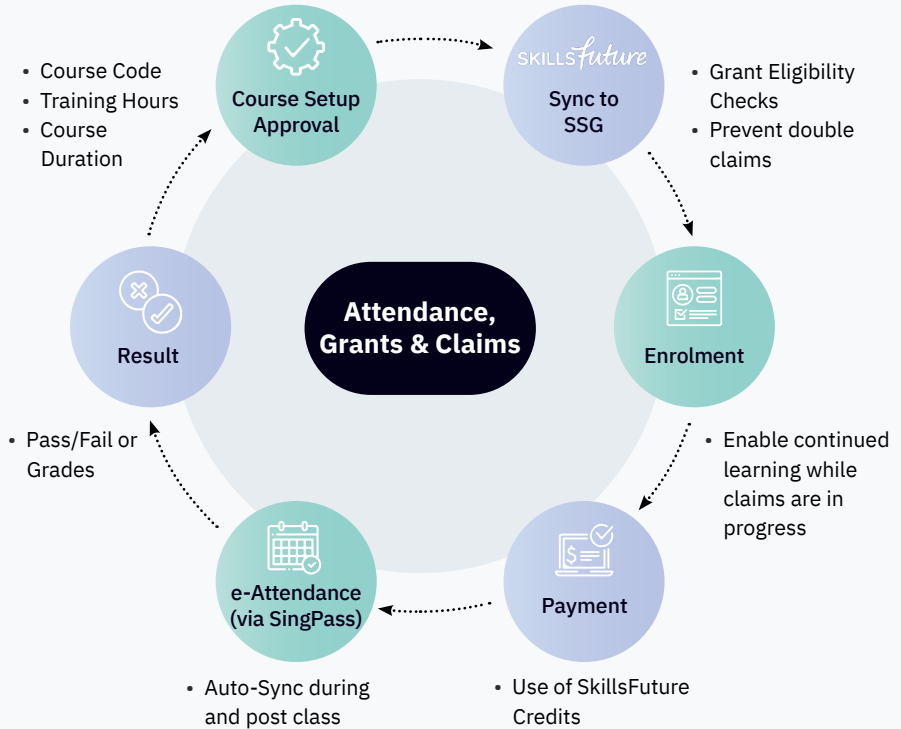 Course Setup
Approval
• Course Code
• Training Hours
• Course
Duration
SKILLSfuture
Sync to
SSG
• Grant Eligibility
Checks
• Prevent double
claims
Enrolment
• Enable continued
learning while
claims are in
progress
$
Payment
• Use of SkillsFuture
Credits
e-Attendance
(via SingPass)
• Auto-Sync during
and post class
Result
• Pass/Fail or
Grades
Attendance,
Grants & Claims